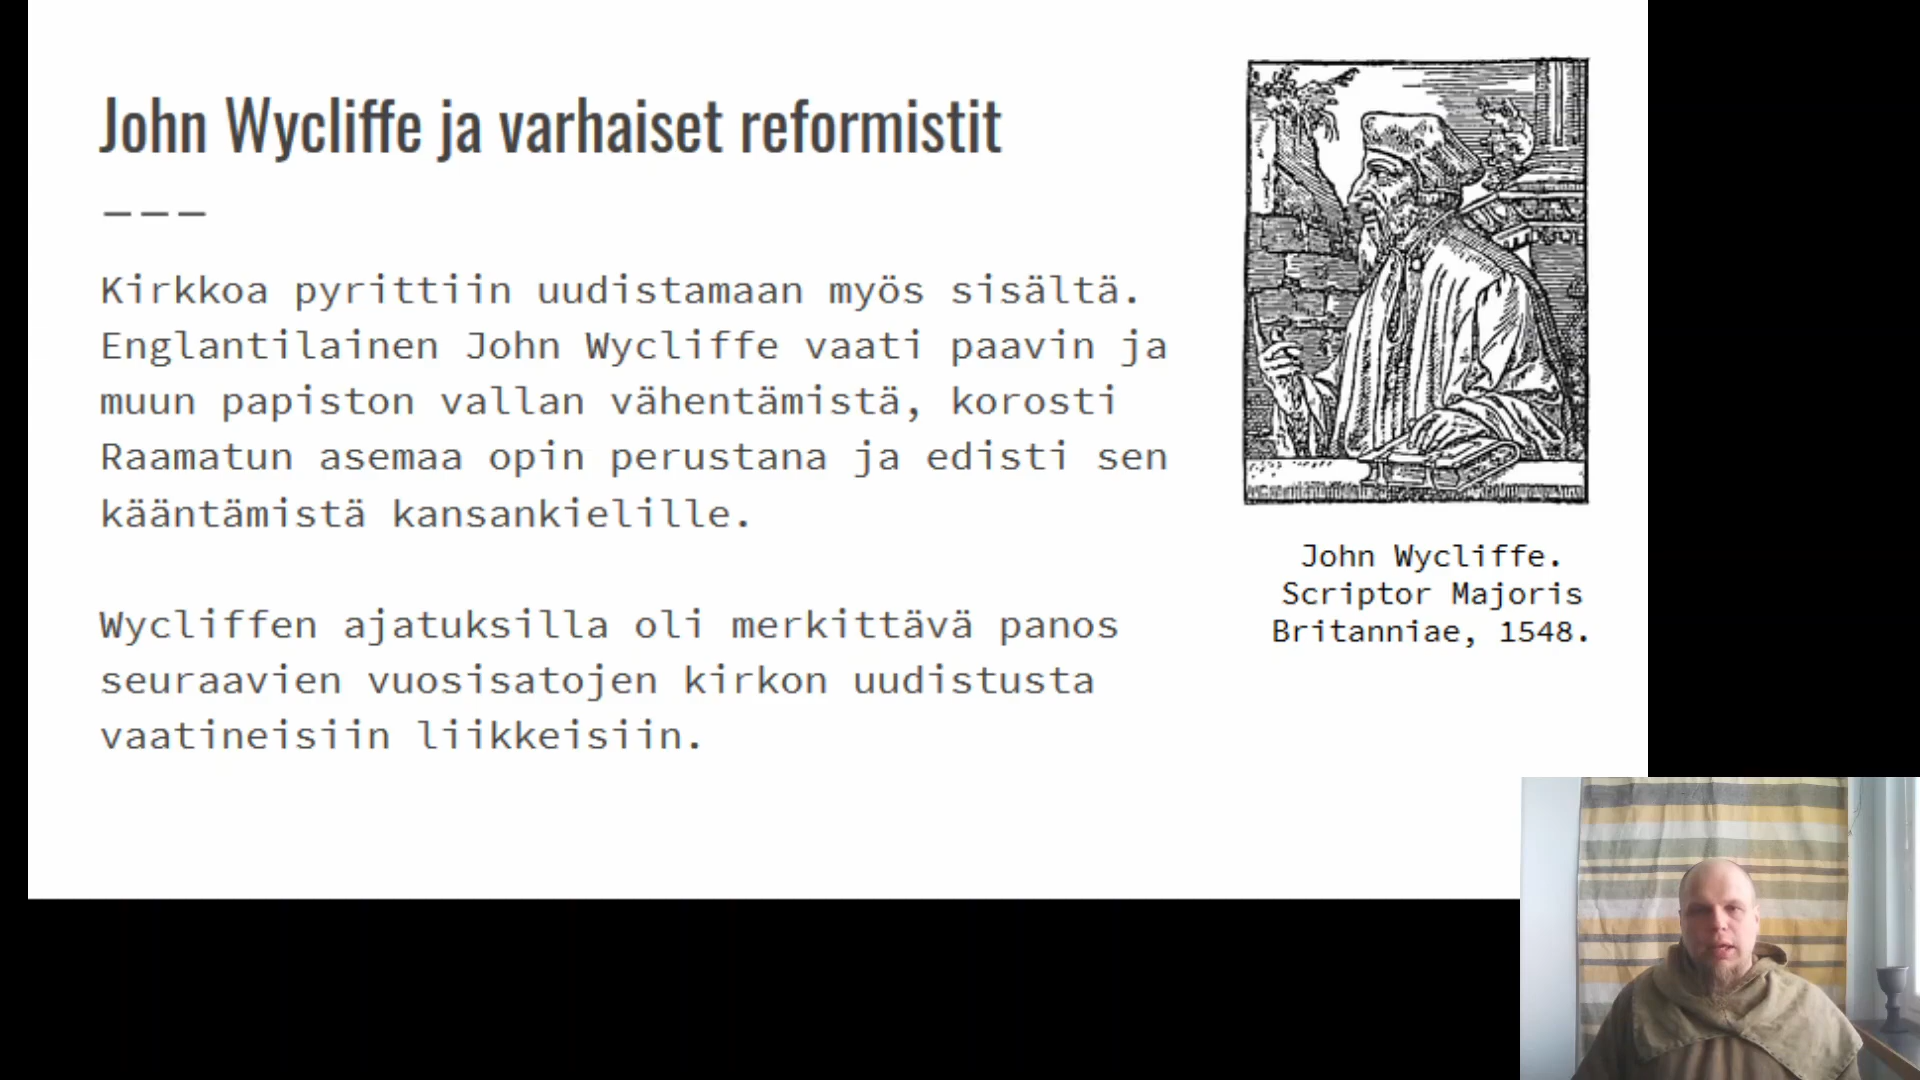 John Wycliffe ja varhaiset reformistit
Kirkkoa pyrittiin uudistamaan myös sisältä.
Englantilainen John Wycliffe vaati paavin ja
muun papiston vallan vähentämistä, korosti
Raamatun asemaa opin perustana ja edisti sen
kääntämistä kansankielille.
Wycliffen ajatuksilla oli merkittävä panos
seuraavien vuosisatojen kirkon uudistusta
vaatineisiin liikkeisiin.
John Wycliffe.
Scriptor Majoris
Britanniae, 1548.